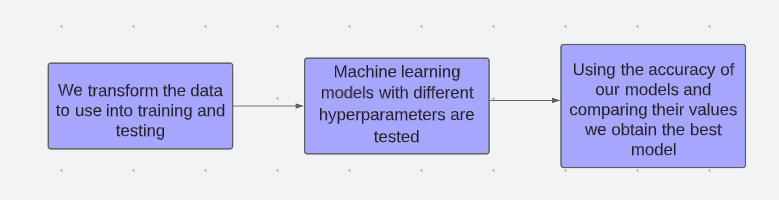 We transform the data
to use into training and
testing
Machine learning
models with different
hyperparameters are
tested
Using the accuracy of
our models and
comparing their values
we obtain the best
model